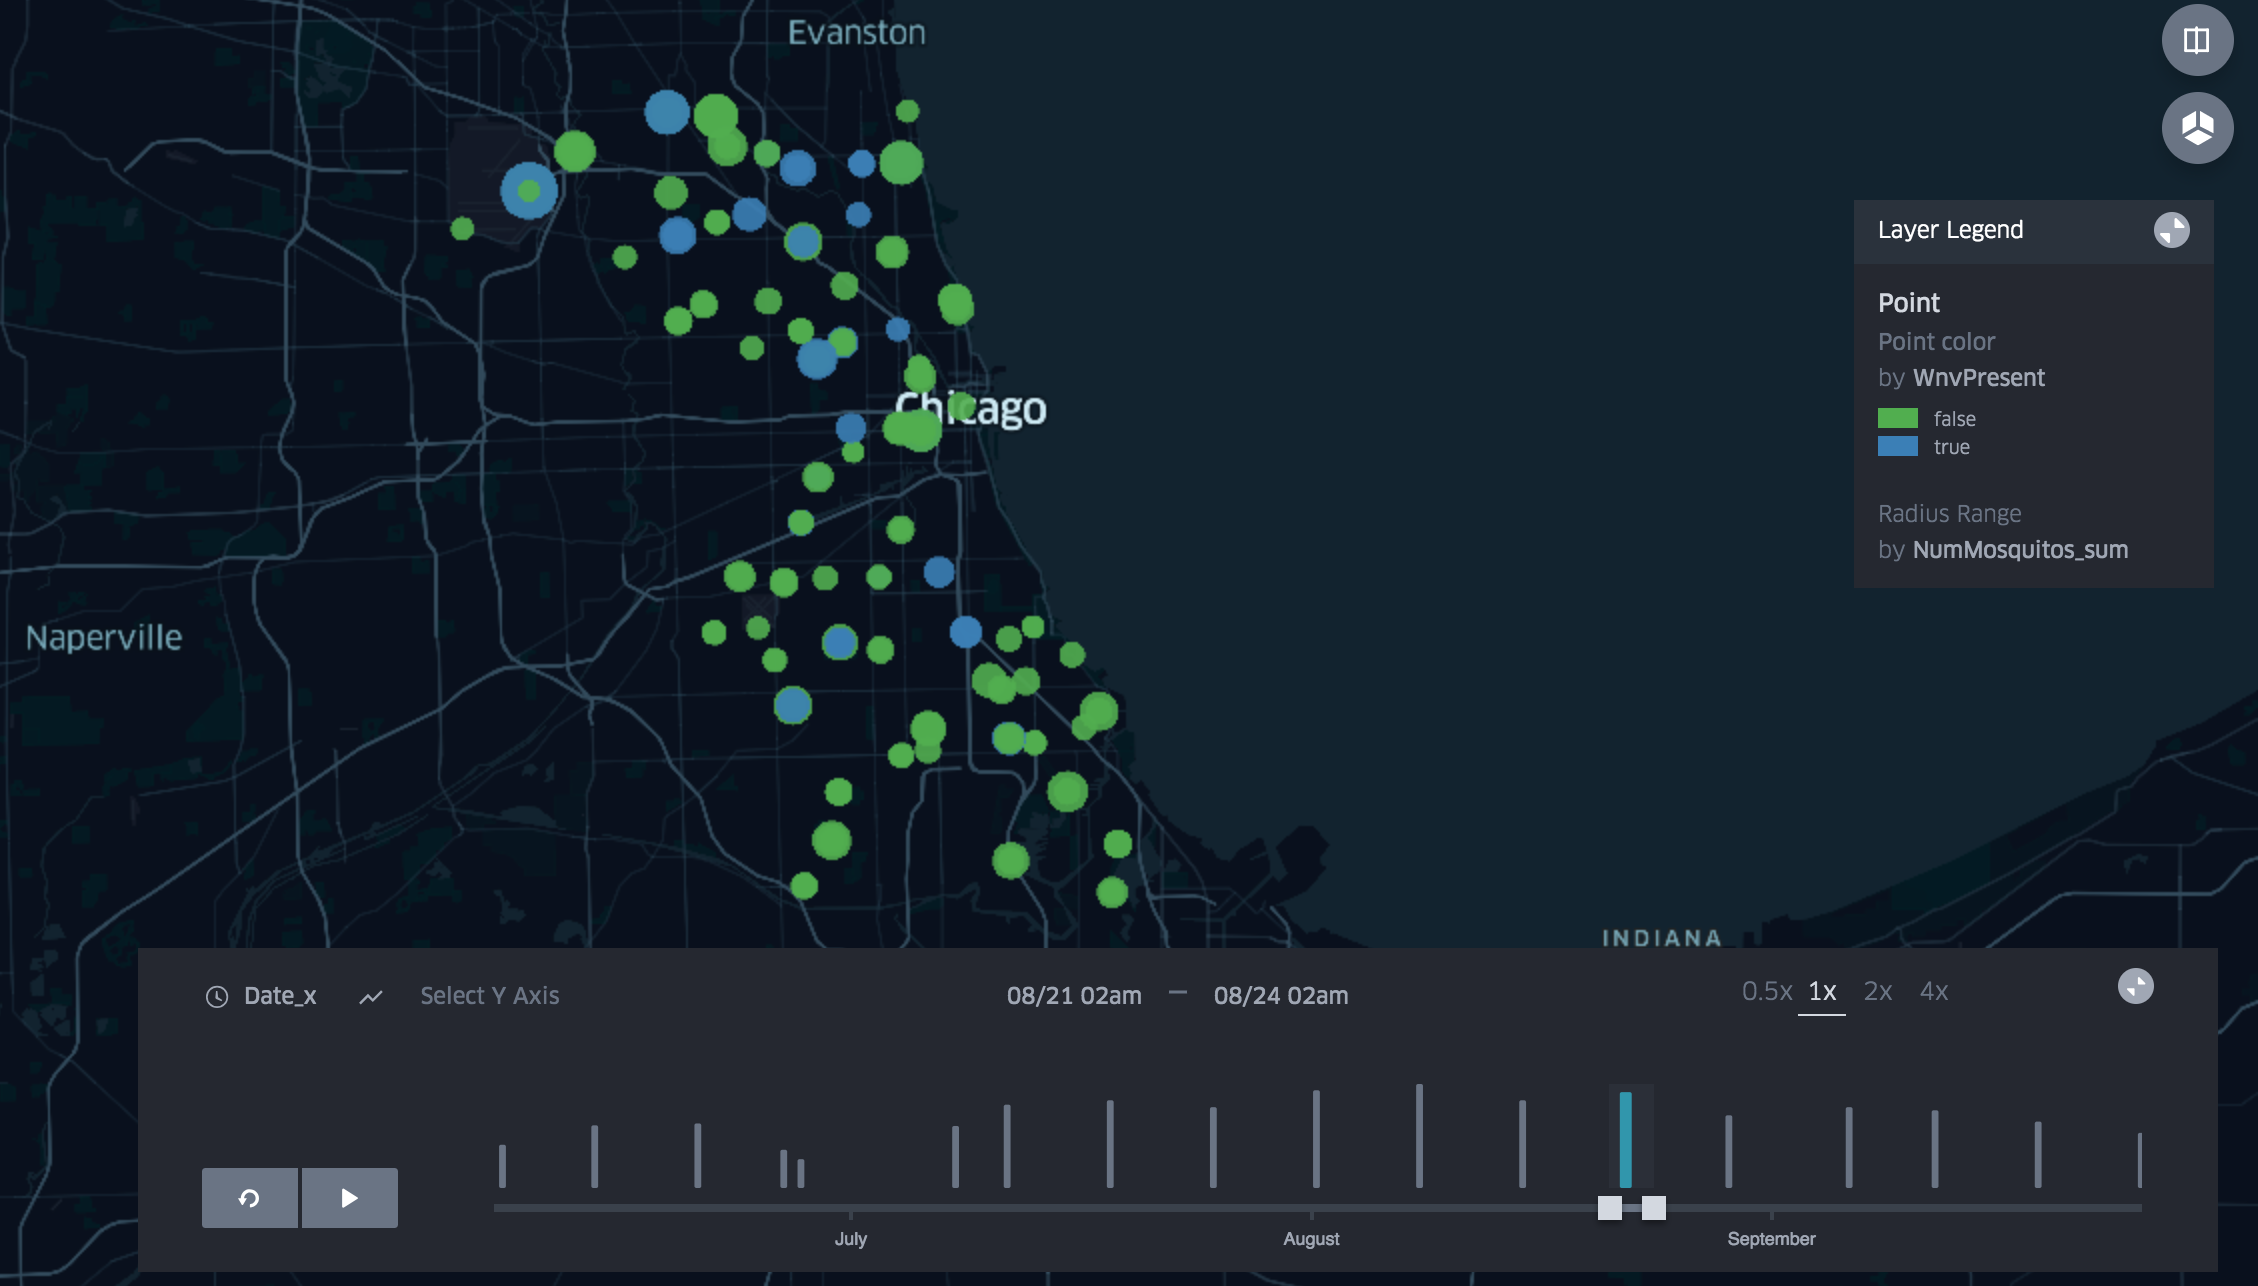 Evanston
Layer Legend
Point
Point color
by WnvPresent
false
true
Radius Range
by NumMosquitos_sum
Chicago
Naperville
INDIANA
Date_x
Select Y Axis
08/21 02am — 08/24 02am
0.5x 1x 2x 4x
July
August
September